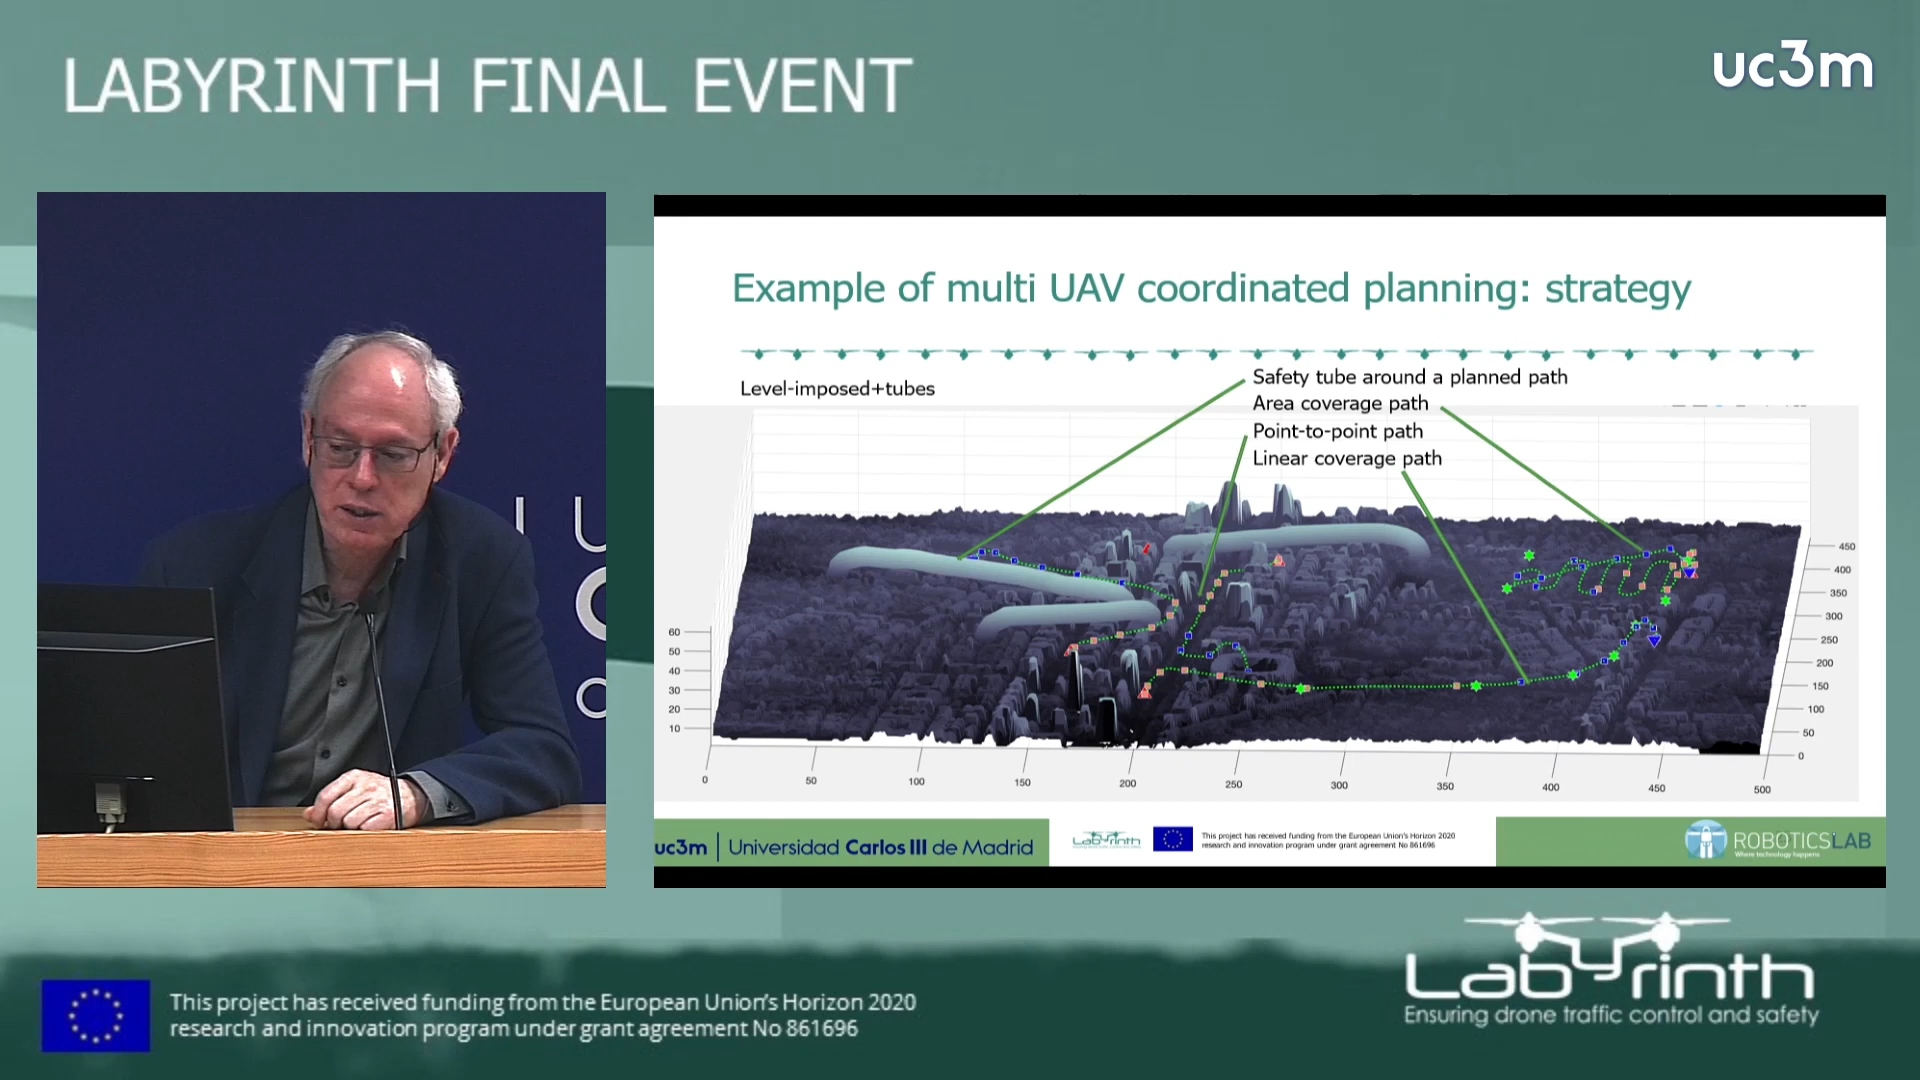 LABYRINTH FINAL EVENT
uc3m
Example of multi UAV coordinated planning: strategy
Level-imposed+tubes
Safety tube around a planned path
Area coverage path
Point-to-point path
Linear coverage path
60
50
40
30
20
10
0
50
100
150
200
250
300
350
400
450
500
450
400
350
300
250
200
150
100
50
0
uc3m | Universidad Carlos III de Madrid
Labyrinth
This project has received funding from the European Union's Horizon 2020
research and innovation program under grant agreement No 861696
ROBOTICSLAB
Where technology happens
This project has received funding from the European Union's Horizon 2020
research and innovation program under grant agreement No 861696
Labyrinth
Ensuring drone traffic control and safety